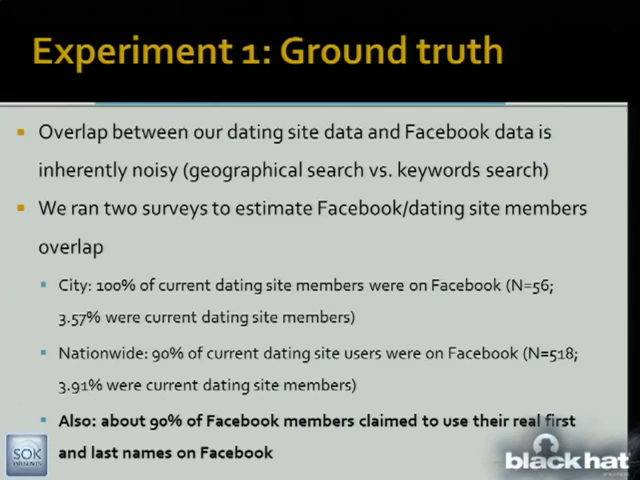 Experiment 1: Ground truth
Overlap between our dating site data and Facebook data is
inherently noisy (geographical search vs. keywords search)
We ran two surveys to estimate Facebook/dating site members
overlap
City: 100% of current dating site members were on Facebook (N=56;
3.57% were current dating site members)
Nationwide: 90% of current dating site users were on Facebook (N=518;
3.91% were current dating site members)
Also: about 90% of Facebook members claimed to use their real first
and last names on Facebook
SOK
PRESENTS
black hat